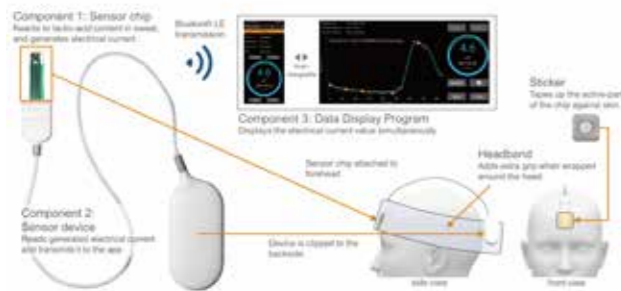 Component 1: Sensor chip
Reacts to lactic-acid content in sweat,
and generates electrical current
Bluetooth LE
transmission
Component 3: Data Display Program
Displays the electrical current value simultaneously
Sticker
Tapes up the active-part
of the chip against skin
Sensor chip attached to
forehead
Headband
Adds extra grip when wrapped
around the head
Component 2:
Sensor device
Reads generated electrical current
and transmits it to the app
Device is clipped to the
backside
side view
front view